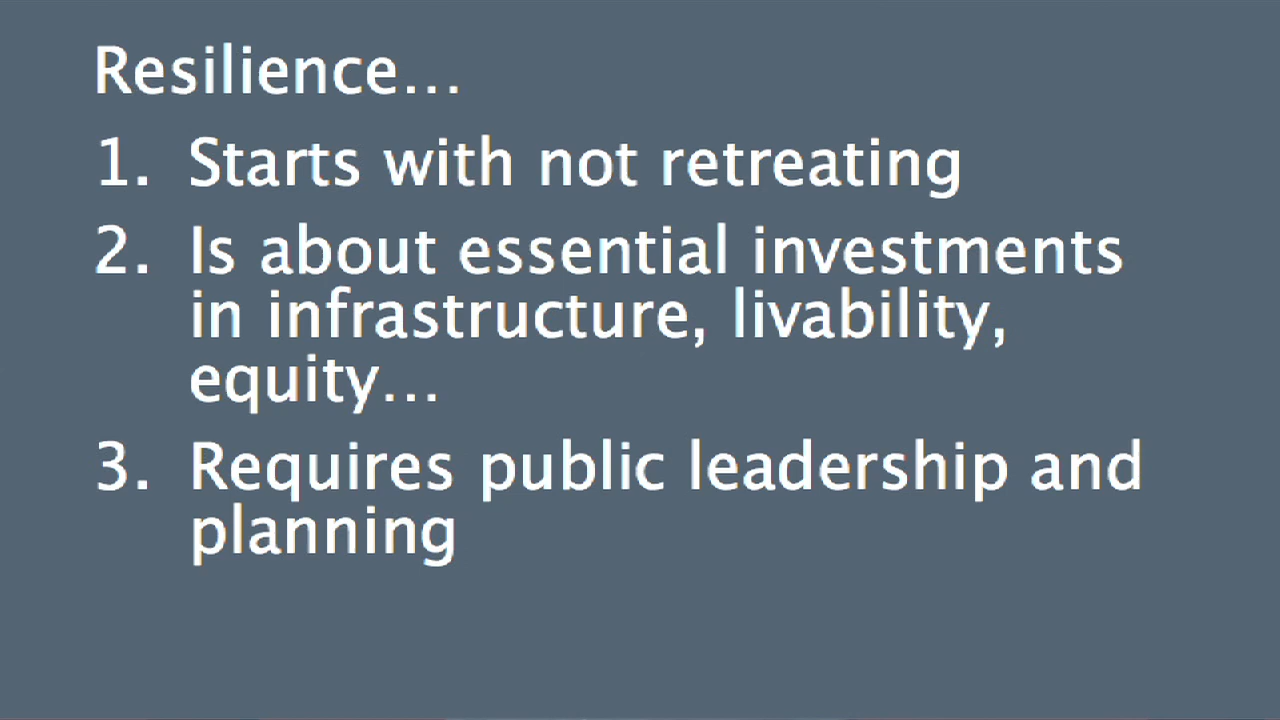 Resilience…
1. Starts with not retreating
2. Is about essential investments
in infrastructure, livability,
equity…
3. Requires public leadership and
planning